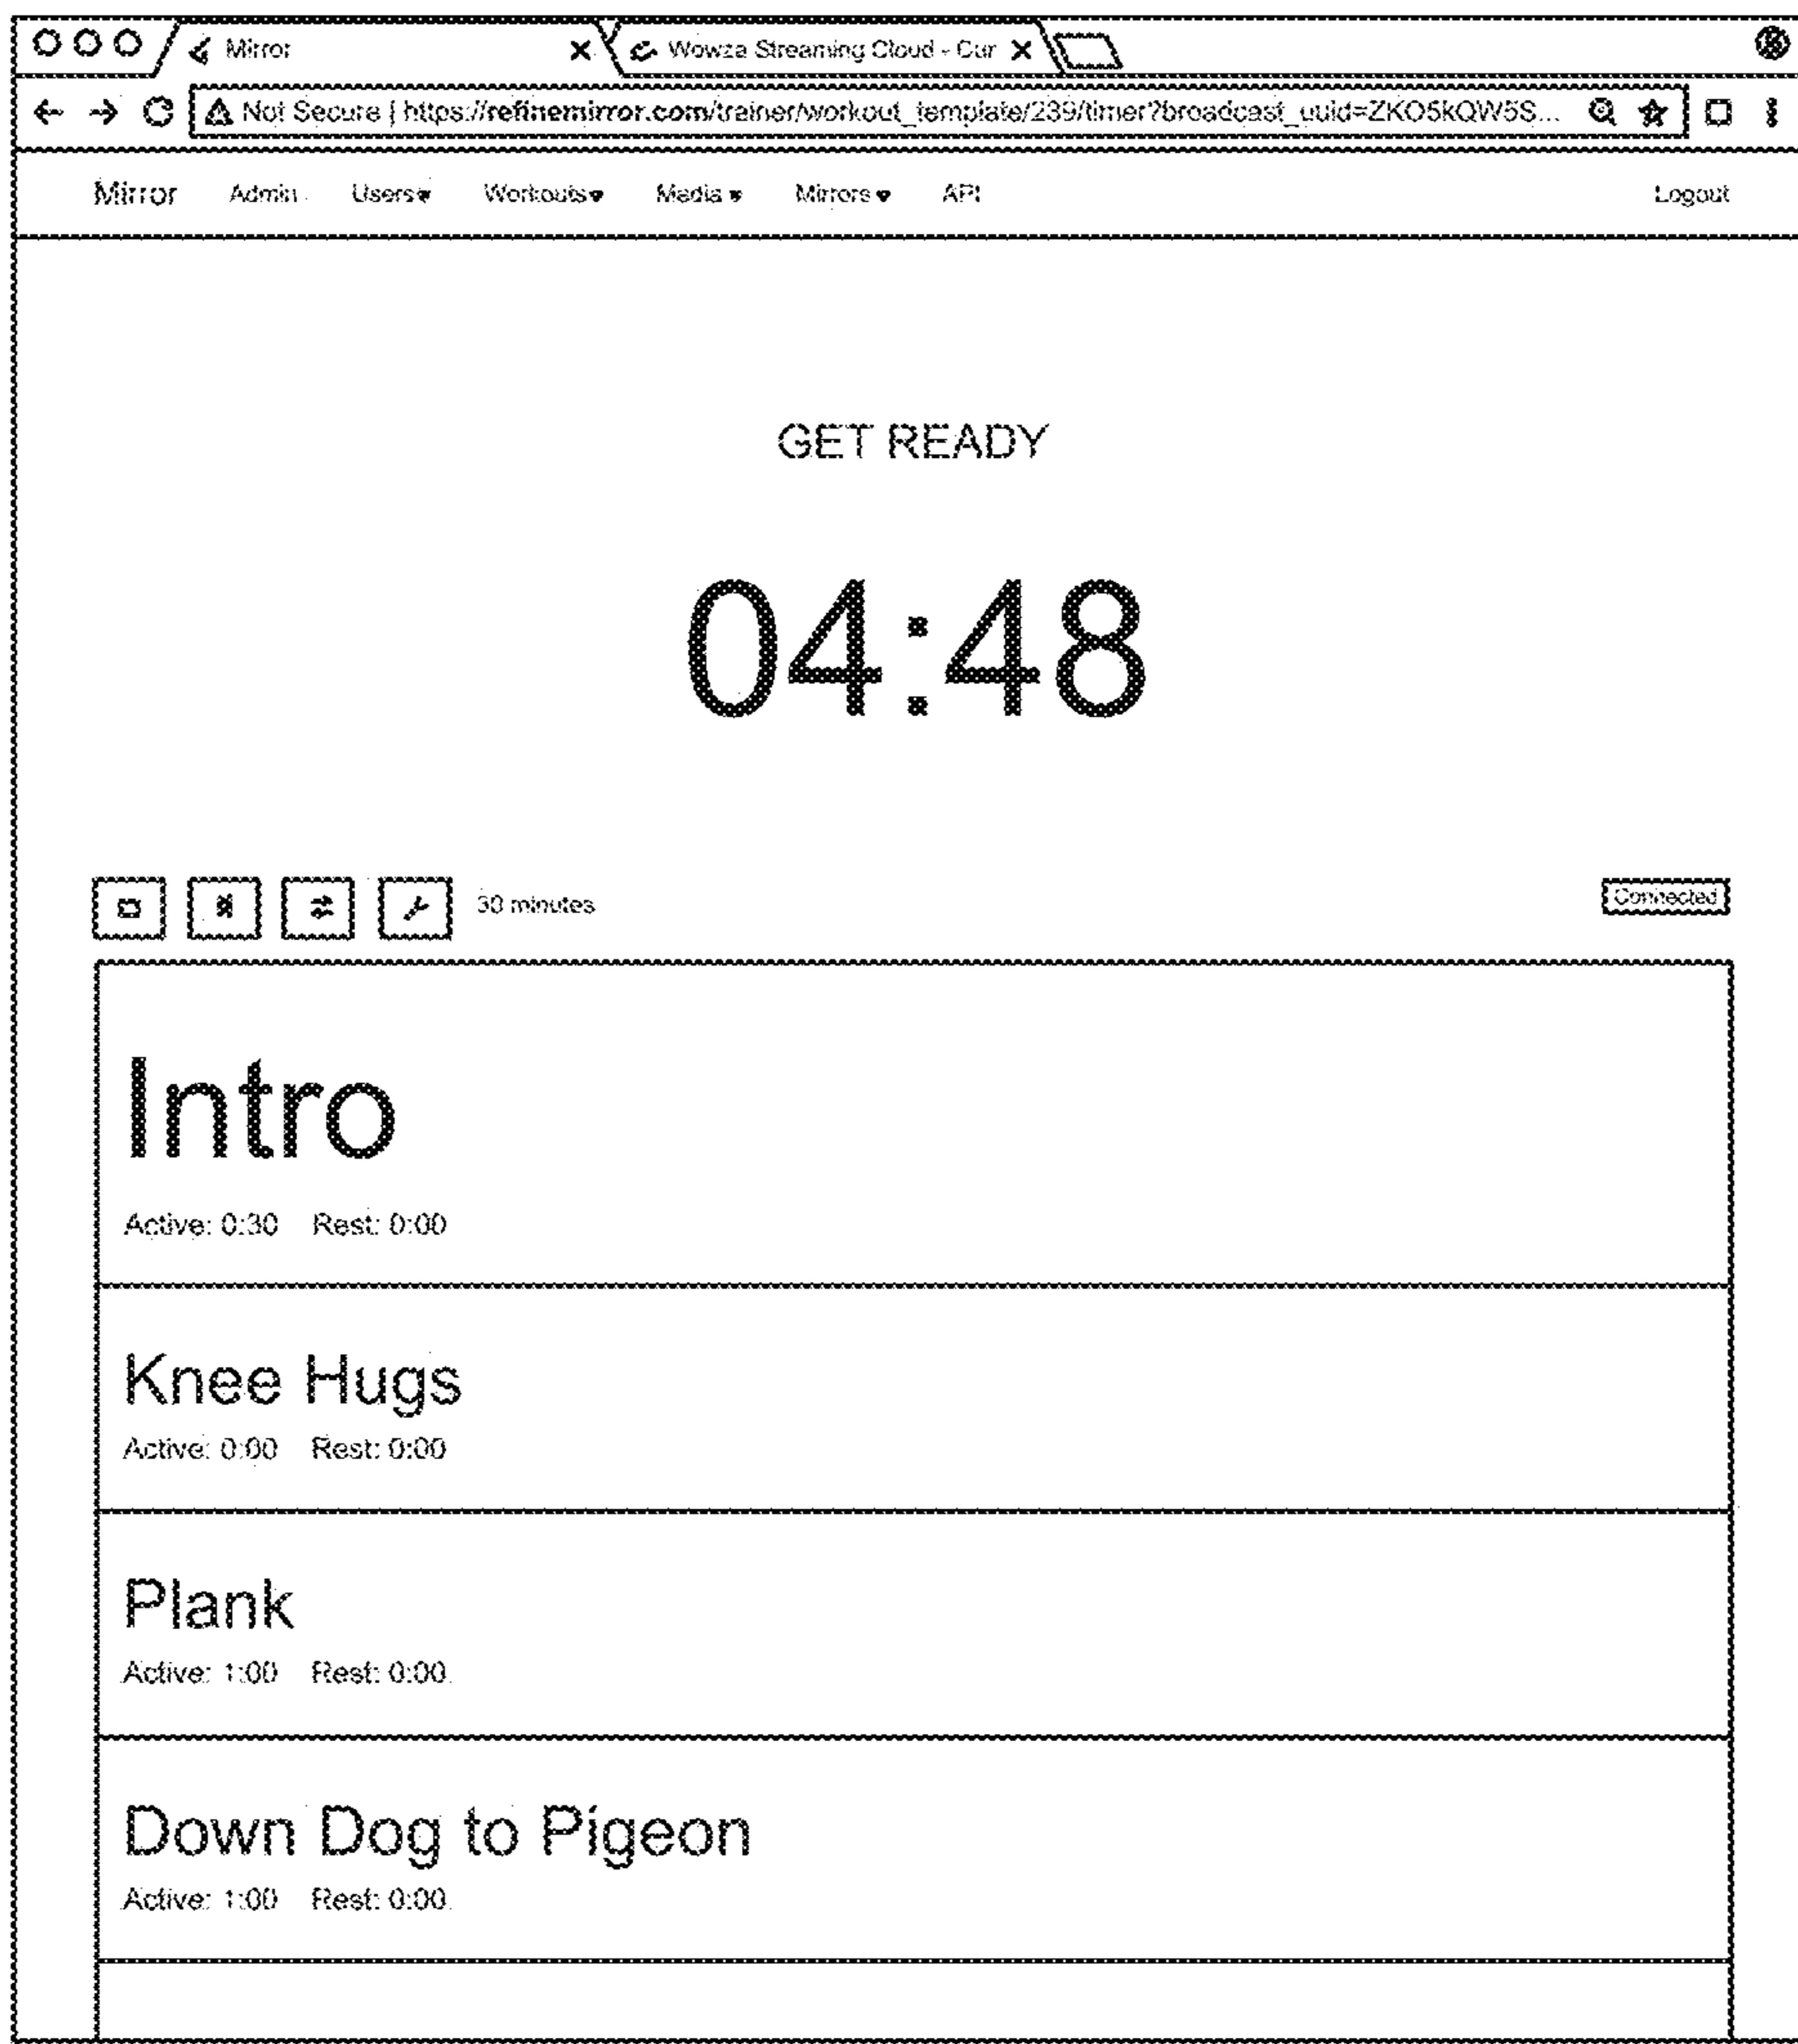 Mirror Wowza Streaming Cloud - Cur
Not Secure | https://refinemirror.com/trainer/workout_template/239/timer?broadcast_uuid=ZKO5kQW5S...
Mirror Admin Users Workouts Media Mirrors API Logout
GET READY
04:48
30 minutes Connected
Intro
Active: 0:30 Rest: 0:00
Knee Hugs
Active: 0:00 Rest: 0:00
Plank
Active: 1:00 Rest: 0:00
Down Dog to Pigeon
Active: 1:00 Rest: 0:00